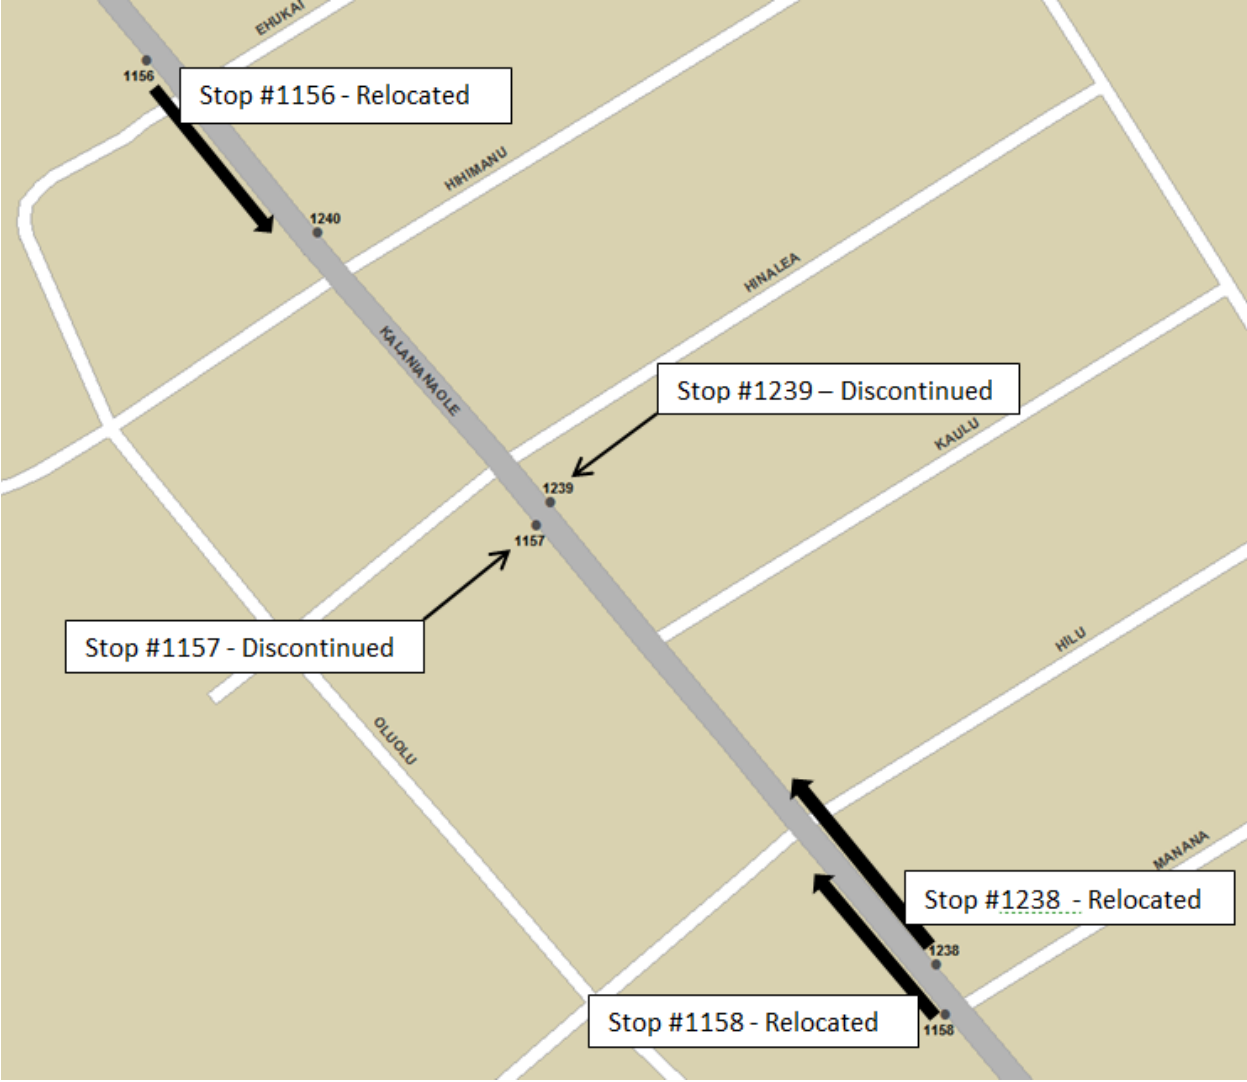 EHUKAI
1156
Stop #1156 - Relocated
HIHIMANU
1240
HINALEA
KALANIANAOLE
Stop #1239 – Discontinued
KAULU
1239
1157
Stop #1157 - Discontinued
HILU
OLUOLU
MANANA
Stop #1238 - Relocated
1238
Stop #1158 - Relocated
1158